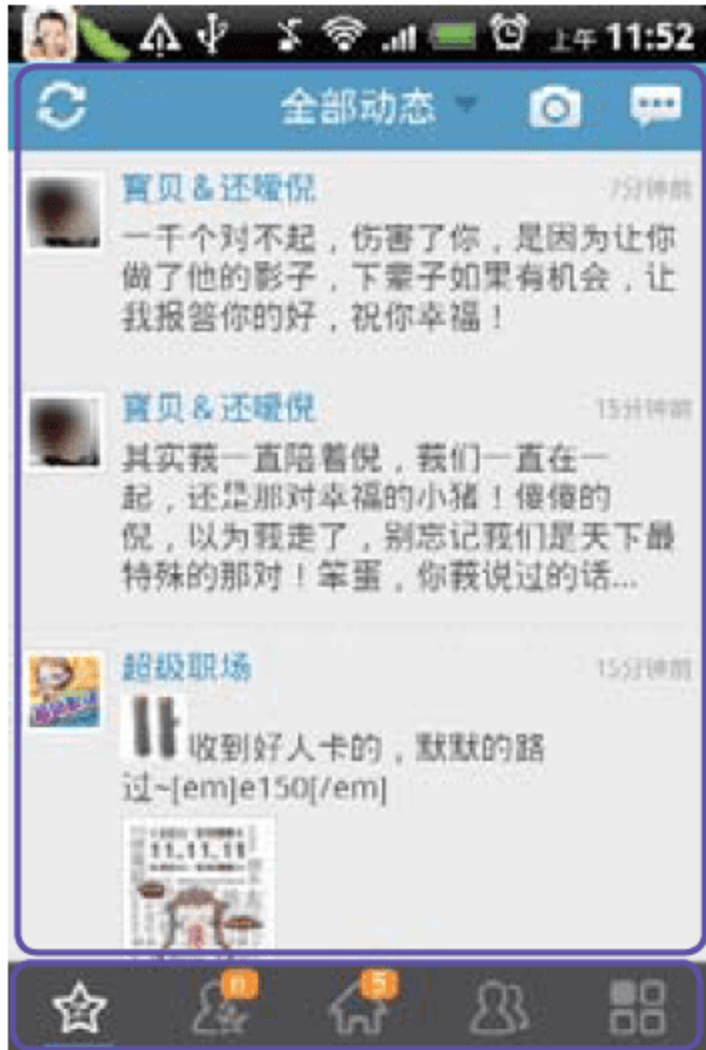 上午 11:52
全部动态
寳贝&还嗳倪
7分钟前
一千个对不起，伤害了你，是因为让你
做了他的影子，下辈子如果有机会，让
我报答你的好，祝你幸福！
寳贝&还嗳倪
15分钟前
其实莪一直陪着倪，莪们一直在一
起，还是那对幸福的小猪！傻傻的
倪，以为莪走了，别忘记莪们是天下最
特殊的那对！笨蛋，你莪说过的话...
超级职场
15分钟前
收到好人卡的，默默的路
过~[em]e150[/em]
11.11.11
5